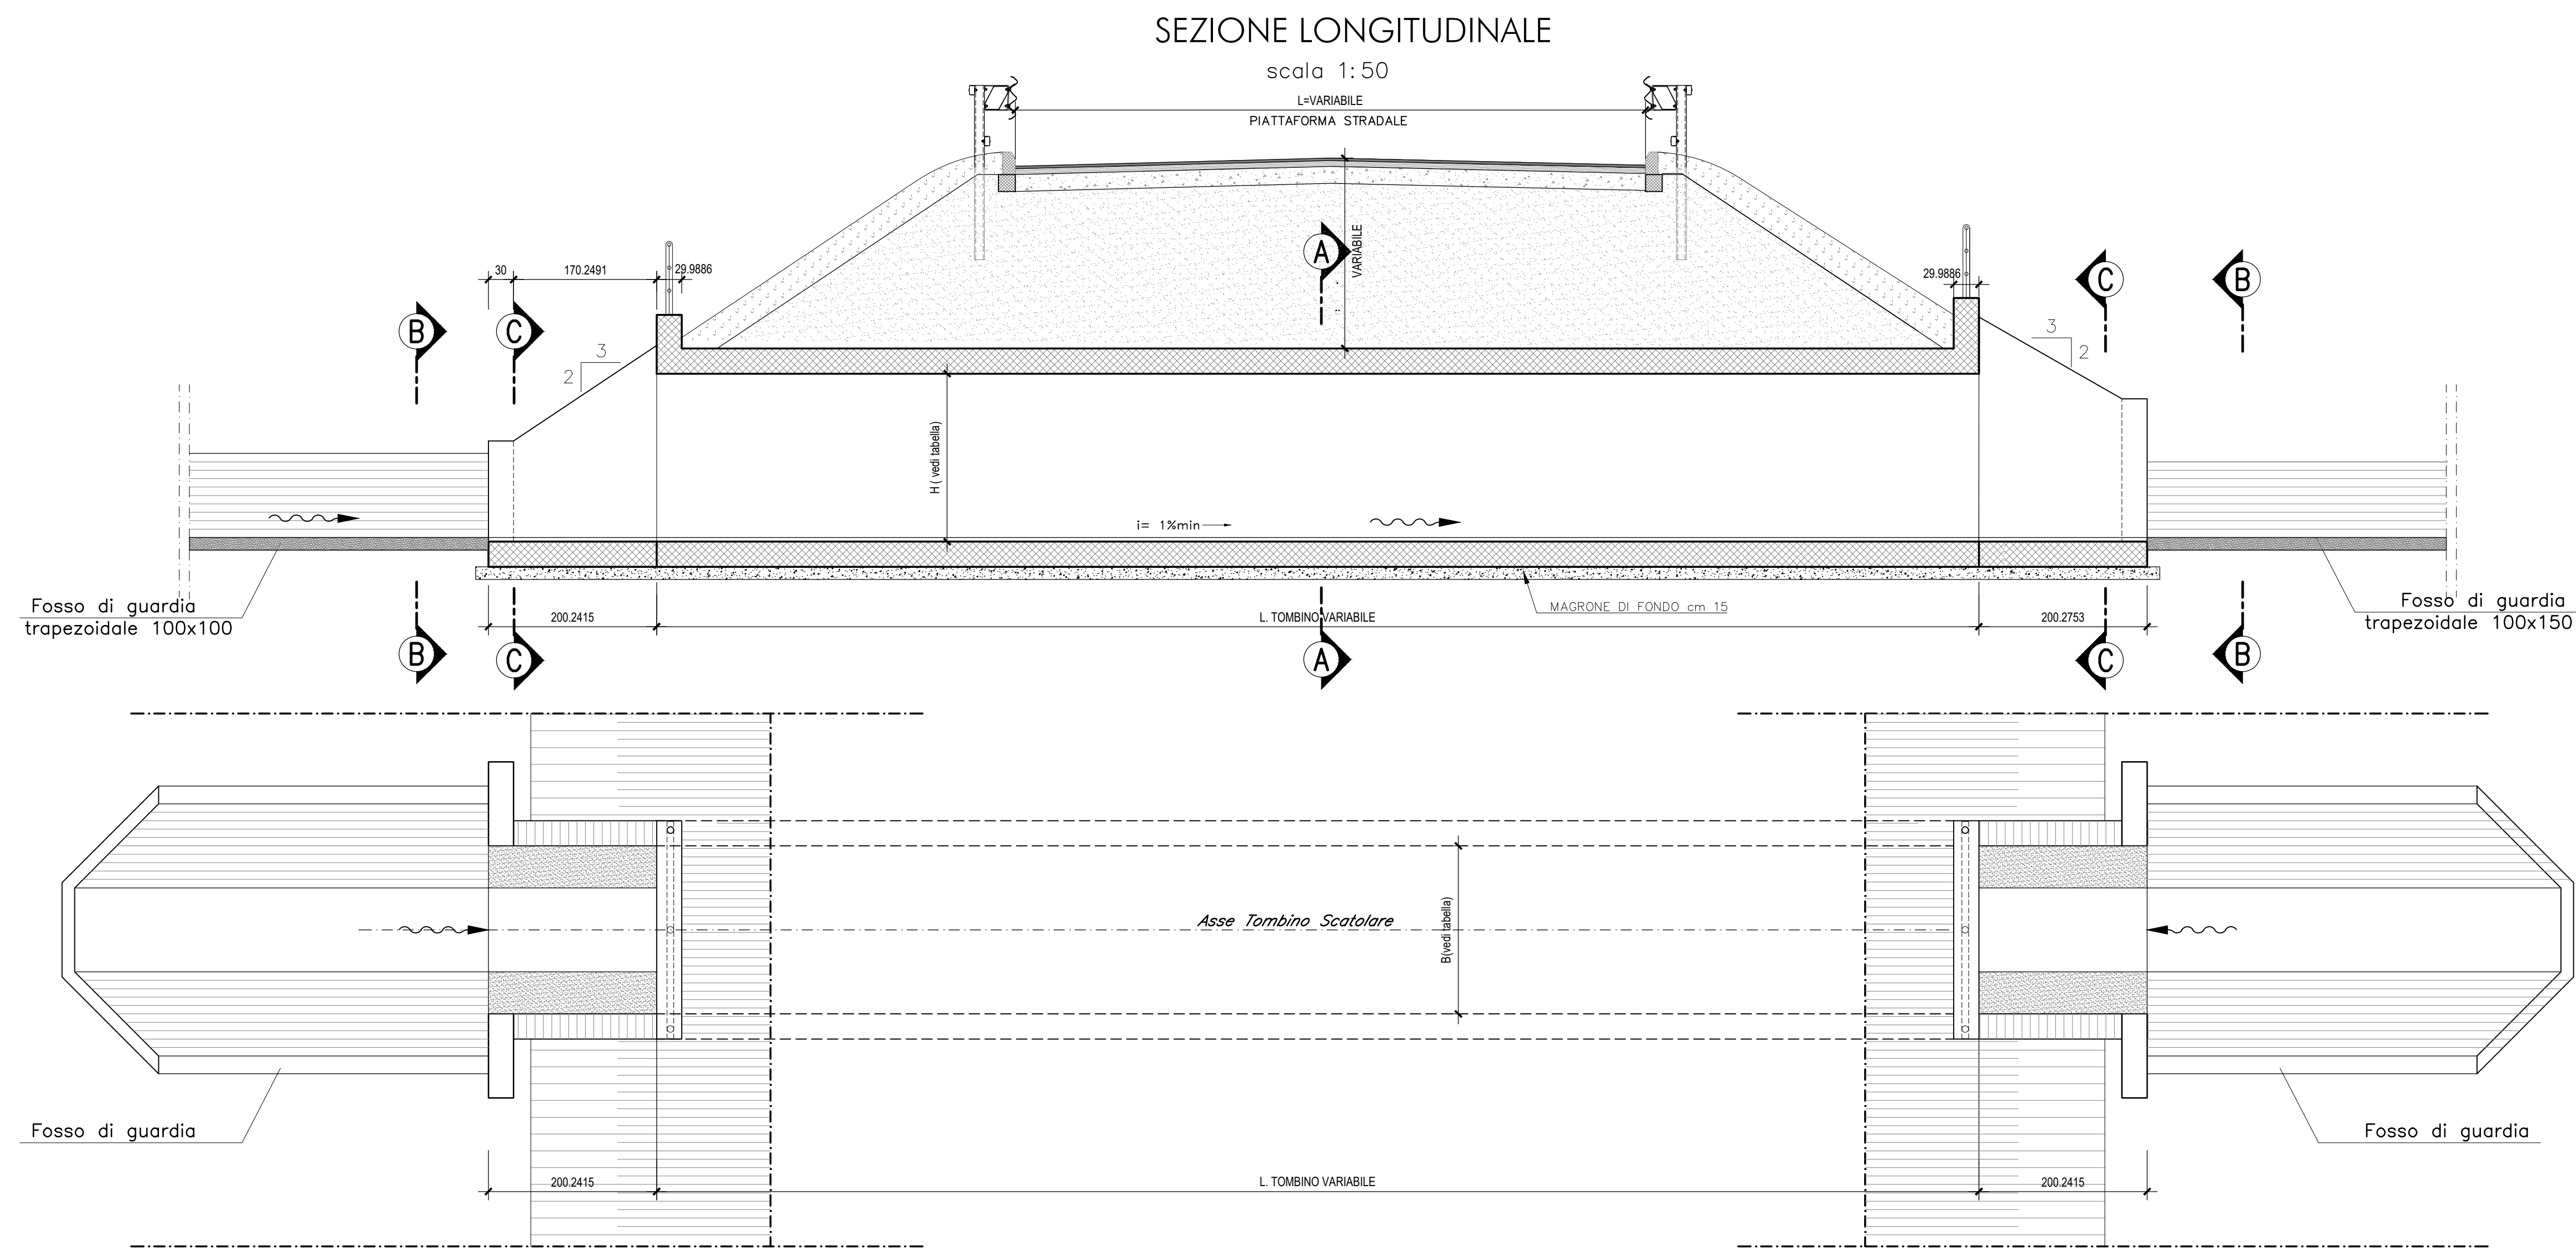 SEZIONE LONGITUDINALE
scala 1:50
L=VARIABILE
PIATTAFORMA STRADALE
A
VARIABILE
30
170.2491
29.9886
29.9886
B
C
C
B
3
2
3
2
H ( vedi tabella)
i= 1%min
Fosso di guardia
trapezoidale 100x100
200.2415
L. TOMBINO VARIABILE
MAGRONE DI FONDO cm 15
200.2753
Fosso di guardia
trapezoidale 100x150
B
C
A
C
B
Asse Tombino Scatolare
B(vedi tabella)
Fosso di guardia
Fosso di guardia
200.2415
L. TOMBINO VARIABILE
200.2415